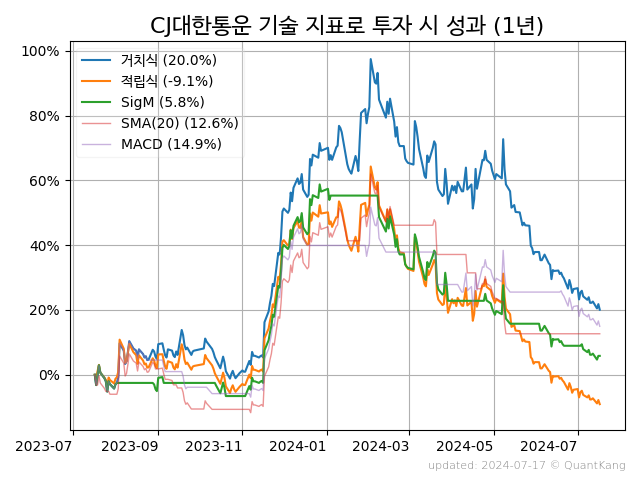 CJ대한통운 기술 지표로 투자 시 성과 (1년)
100%
80%
60%
40%
20%
0%
거치식 (20.0%)
적립식 (-9.1%)
SigM (5.8%)
SMA(20) (12.6%)
MACD (14.9%)
2023-07
2023-09
2023-11
2024-01
2024-03
2024-05
2024-07
updated: 2024-07-17 © QuantKang